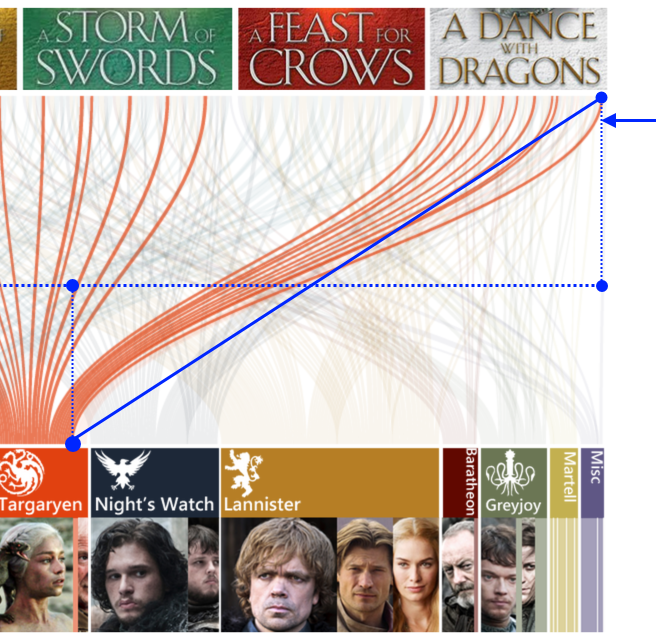 A STORM OF
SWORDS
A FEAST FOR
CROWS
A DANCE
WITH
DRAGONS
Targaryen
Night's Watch
Lannister
Baratheon
Greyjoy
Martell
Misc